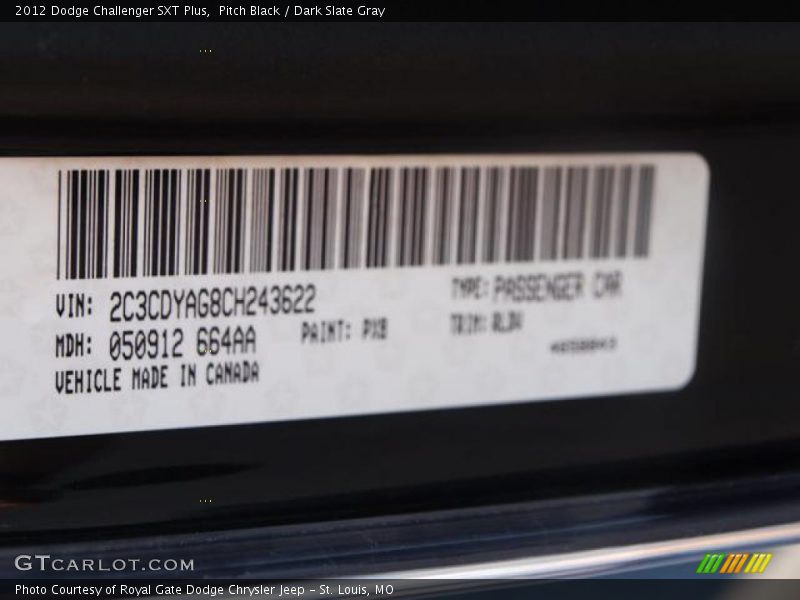 2012 Dodge Challenger SXT Plus,  Pitch Black / Dark Slate Gray
VIN: 2C3CDYAG8CH243622
TYPE: PASSENGER CAR
MDH: 050912 664AA
PAINT: PX8
TRIM:
VEHICLE MADE IN CANADA
GTCARLOT.COM
Photo Courtesy of Royal Gate Dodge Chrysler Jeep – St. Louis, MO